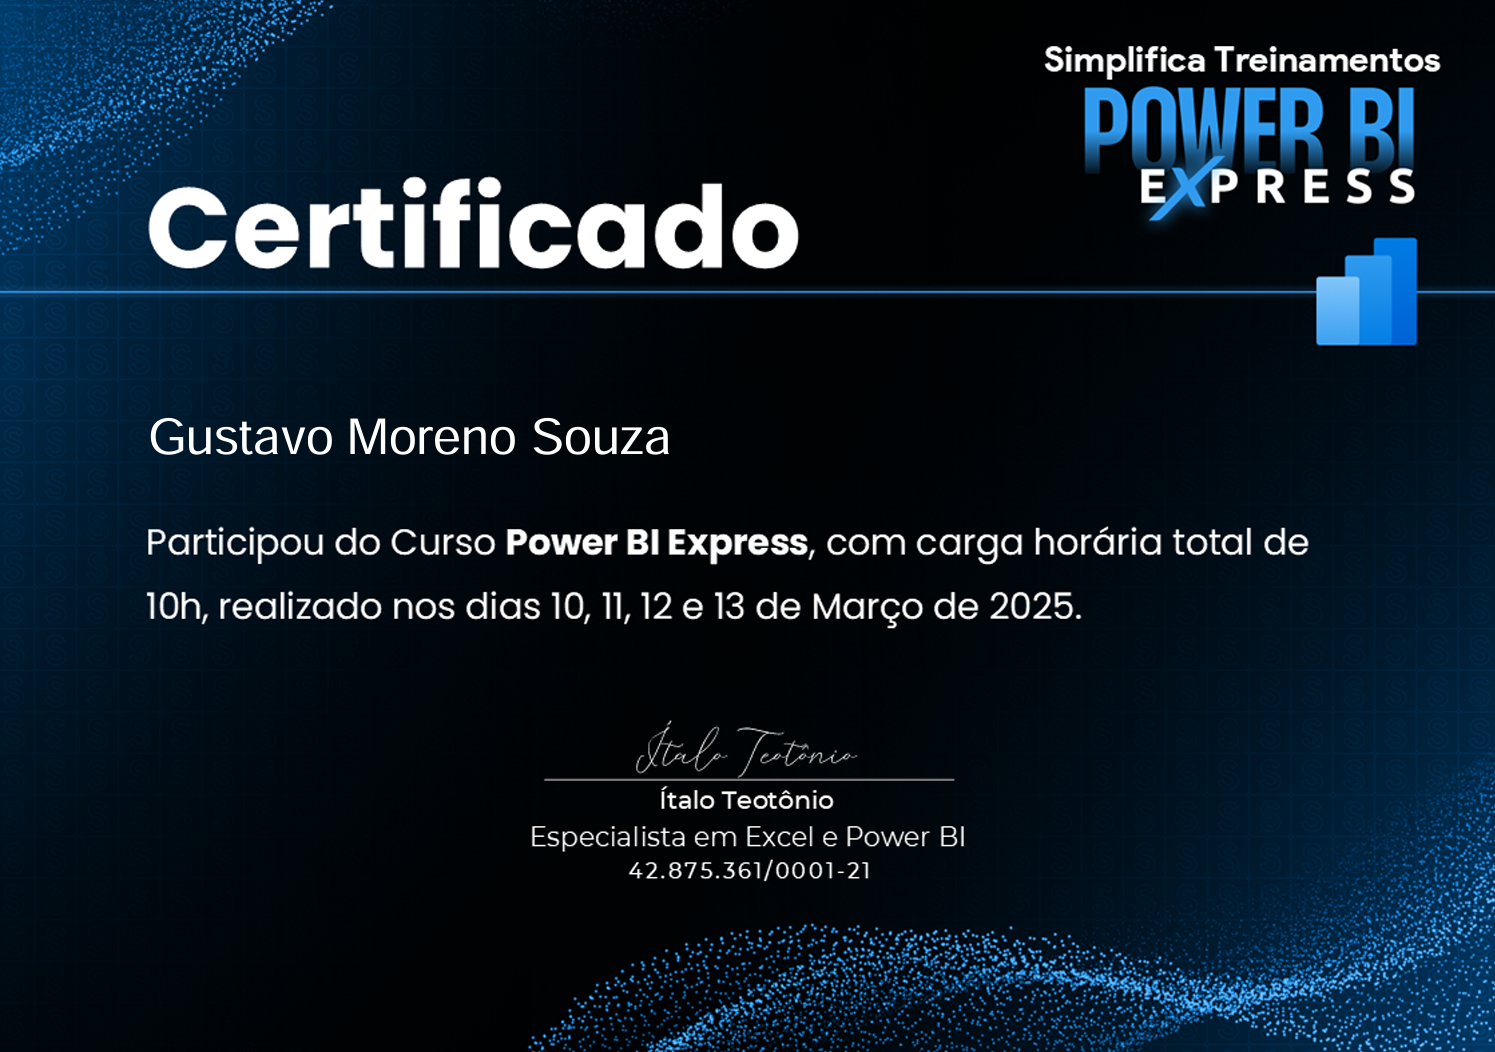 Simplifica Treinamentos
POWER BI
EXPRESS
Certificado
Gustavo Moreno Souza
Participou do Curso Power BI Express, com carga horária total de
10h, realizado nos dias 10, 11, 12 e 13 de Março de 2025.
Ítalo Teotônio
Ítalo Teotônio
Especialista em Excel e Power BI
42.875.361/0001-21